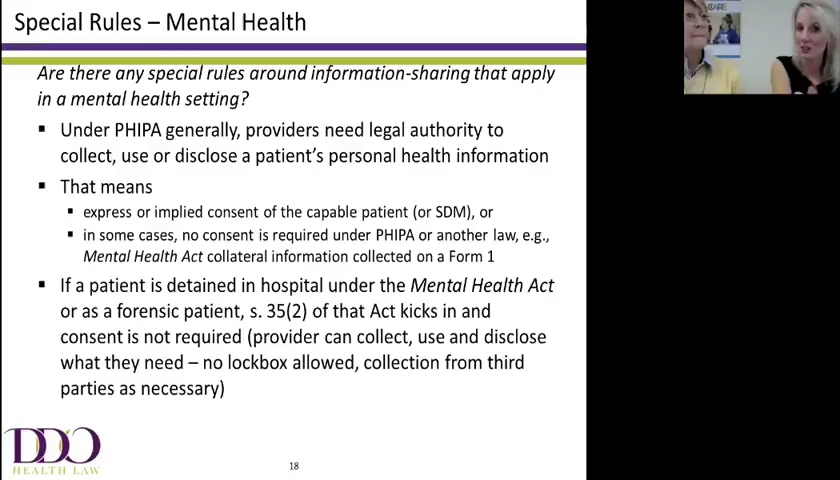 Special Rules – Mental Health
Are there any special rules around information-sharing that apply
in a mental health setting?
▪ Under PHIPA generally, providers need legal authority to
collect, use or disclose a patient's personal health information
▪ That means
▪ express or implied consent of the capable patient (or SDM), or
▪ in some cases, no consent is required under PHIPA or another law, e.g.,
Mental Health Act collateral information collected on a Form 1
▪ If a patient is detained in hospital under the Mental Health Act
or as a forensic patient, s. 35(2) of that Act kicks in and
consent is not required (provider can collect, use and disclose
what they need – no lockbox allowed, collection from third
parties as necessary)
DDO
HEALTH LAW
18